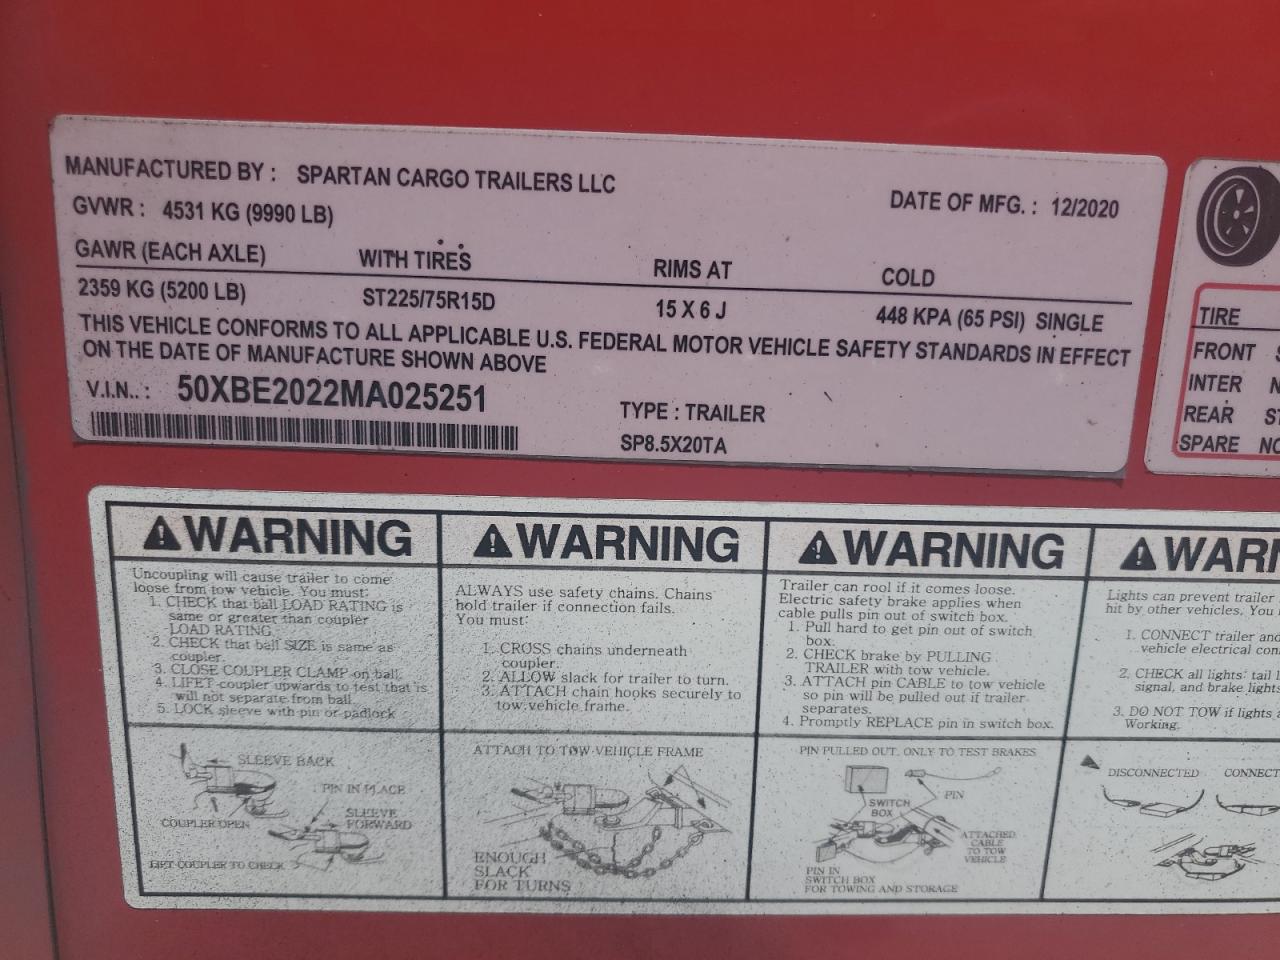 MANUFACTURED BY : SPARTAN CARGO TRAILERS LLC
GVWR : 4531 KG (9990 LB)
DATE OF MFG. : 12/2020
GAWR (EACH AXLE) WITH TIRES RIMS AT COLD
2359 KG (5200 LB) ST225/75R15D 15 X 6 J 448 KPA (65 PSI) SINGLE
THIS VEHICLE CONFORMS TO ALL APPLICABLE U.S. FEDERAL MOTOR VEHICLE SAFETY STANDARDS IN EFFECT
ON THE DATE OF MANUFACTURE SHOWN ABOVE
V.I.N.. : 50XBE2022MA025251
TYPE : TRAILER
SP8.5X20TA
TIRE
FRONT
INTER
REAR
SPARE
WARNING
Uncoupling will cause trailer to come
loose from tow vehicle. You must:
1. CHECK that ball LOAD RATING is
same or greater than coupler
LOAD RATING
2. CHECK that ball SIZE is same as
coupler.
3. CLOSE COUPLER CLAMP on ball.
4. LIFET coupler upwards to test that is
will not separate from ball
5. LOCK sleeve with pin or padlock
SLEEVE BACK
PIN IN PLACE
COUPLER OPEN
SLEEVE
FORWARD
LIFT COUPLER TO CHECK
WARNING
ALWAYS use safety chains. Chains
hold trailer if connection fails.
You must:
1. CROSS chains underneath
coupler.
2. ALLOW slack for trailer to turn.
3. ATTACH chain hooks securely to
tow vehicle frame.
ATTACH TO TOW VEHICLE FRAME
ENOUGH
SLACK
FOR TURNS
WARNING
Trailer can rool if it comes loose.
Electric safety brake applies when
cable pulls pin out of switch box.
1. Pull hard to get pin out of switch
box.
2. CHECK brake by PULLING
TRAILER with tow vehicle.
3. ATTACH pin CABLE to tow vehicle
so pin will be pulled out if trailer
separates.
4. Promptly REPLACE pin in switch box.
PIN PULLED OUT, ONLY TO TEST BRAKES
SWITCH
BOX
PIN
ATTACHED
CABLE
TO TOW
VEHICLE
PIN IN
SWITCH BOX
FOR TOWING AND STORAGE
Lights can prevent trailer
hit by other vehicles. You
1. CONNECT trailer and
vehicle electrical
2. CHECK all lights: tail
signal, and brake lights
3. DO NOT TOW if lights
Working.
DISCONNECTED